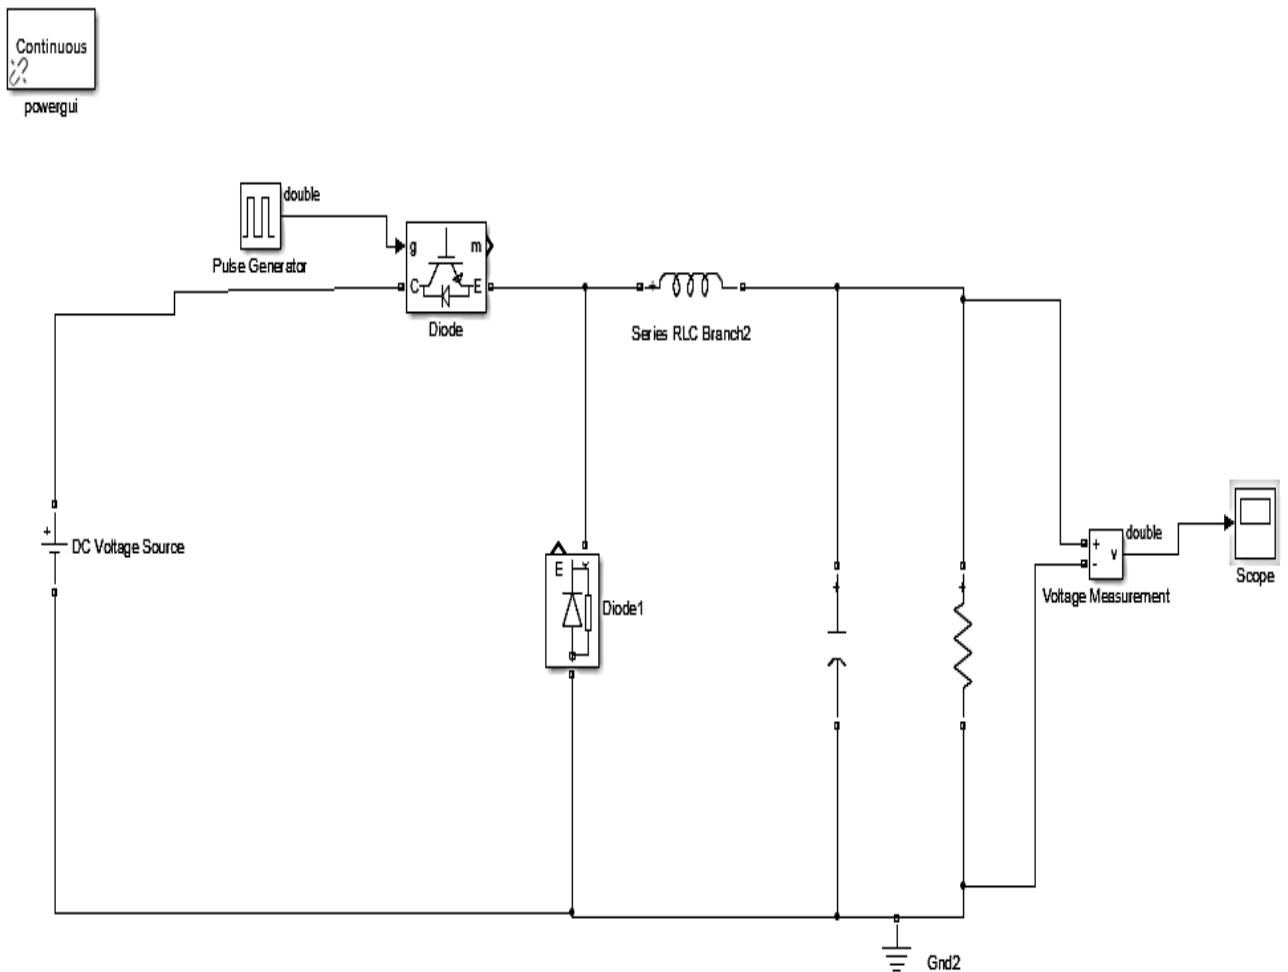 Continuous
powergui
double
Pulse Generator
g
m
C
E
Diode
+
Series RLC Branch2
+
DC Voltage Source
E
Diode1
+
+
double
+
v
-
Voltage Measurement
Scope
Gnd2